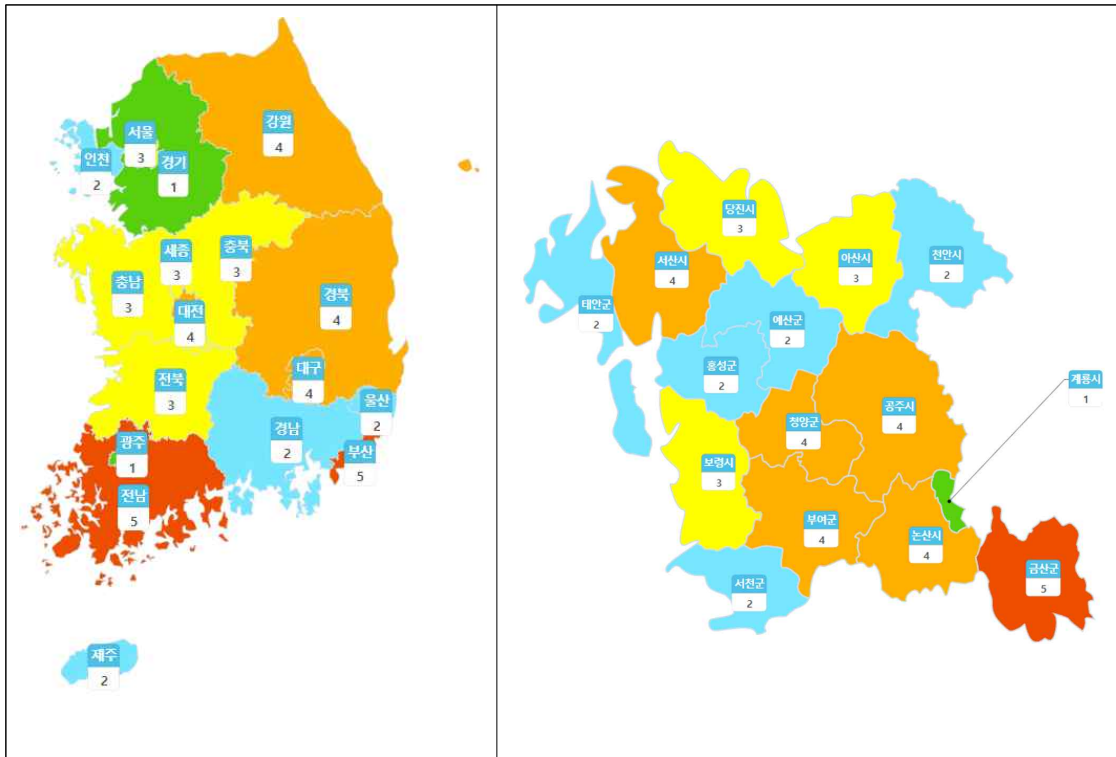 강원
4
서울
3
인천
2
경기
1
세종
3
충북
3
충남
3
대전
4
경북
4
대구
4
전북
3
울산
2
경남
2
부산
5
광주
1
전남
5
제주
2
당진시
3
아산시
3
천안시
2
서산시
4
태안군
2
예산군
2
홍성군
2
계룡시
1
청양군
4
공주시
4
보령시
3
부여군
4
논산시
4
금산군
5
서천군
2